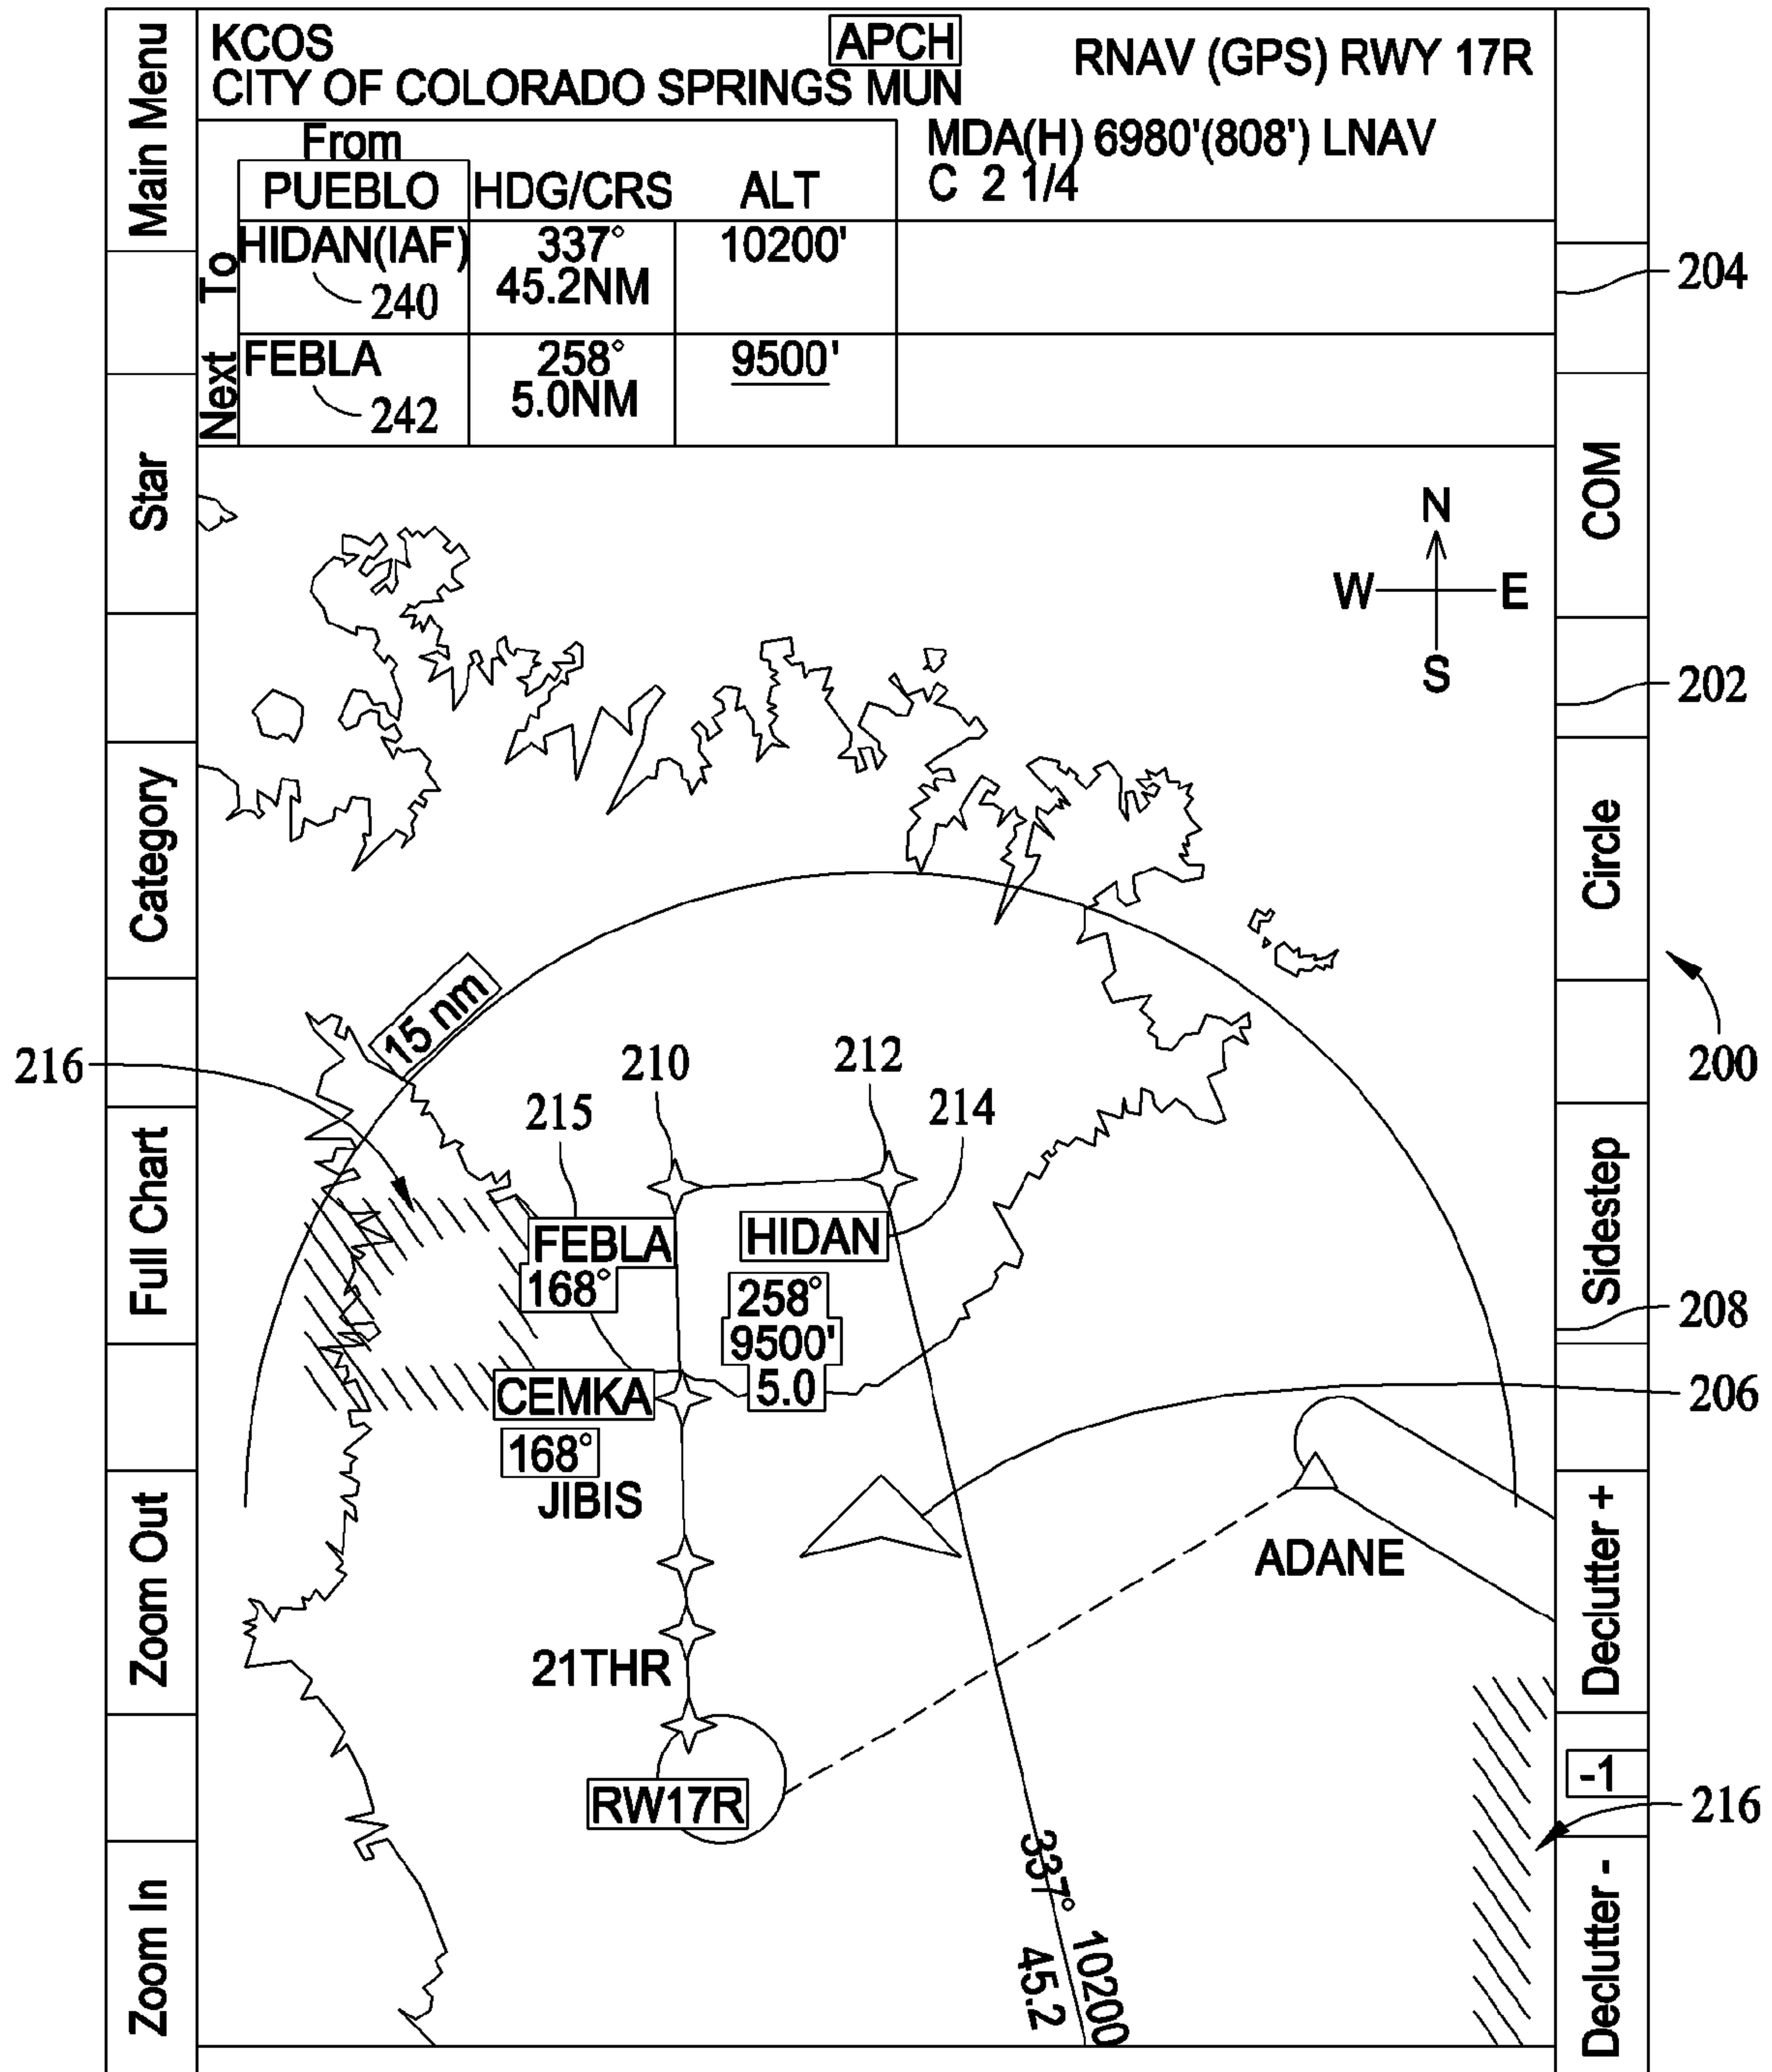 KCOS
APCH
RNAV (GPS) RWY 17R
CITY OF COLORADO SPRINGS MUN
From
MDA(H) 6980'(808') LNAV
C 2 1/4
PUEBLO
HDG/CRS
ALT
To
HIDAN(IAF)
337°
10200'
45.2NM
240
Next
FEBLA
258°
9500'
5.0NM
242
Main Menu
Star
Category
Full Chart
Zoom Out
Zoom In
COM
Circle
Sidestep
Declutter +
-1
Declutter -
204
N
W
E
S
202
200
15 nm
216
215
210
212
214
FEBLA
168°
HIDAN
258°
9500'
5.0
208
206
CEMKA
168°
JIBIS
ADANE
21THR
RW17R
216
337°
10200
45.2